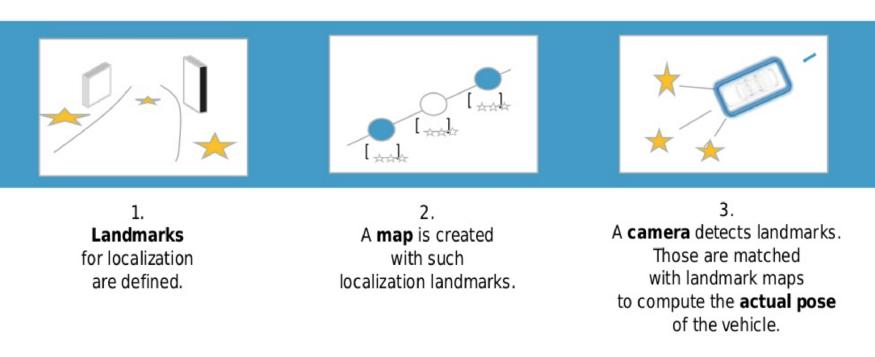 1.
Landmarks
for localization
are defined.
2.
A map is created
with such
localization landmarks.
3.
A camera detects landmarks.
Those are matched
with landmark maps
to compute the actual pose
of the vehicle.